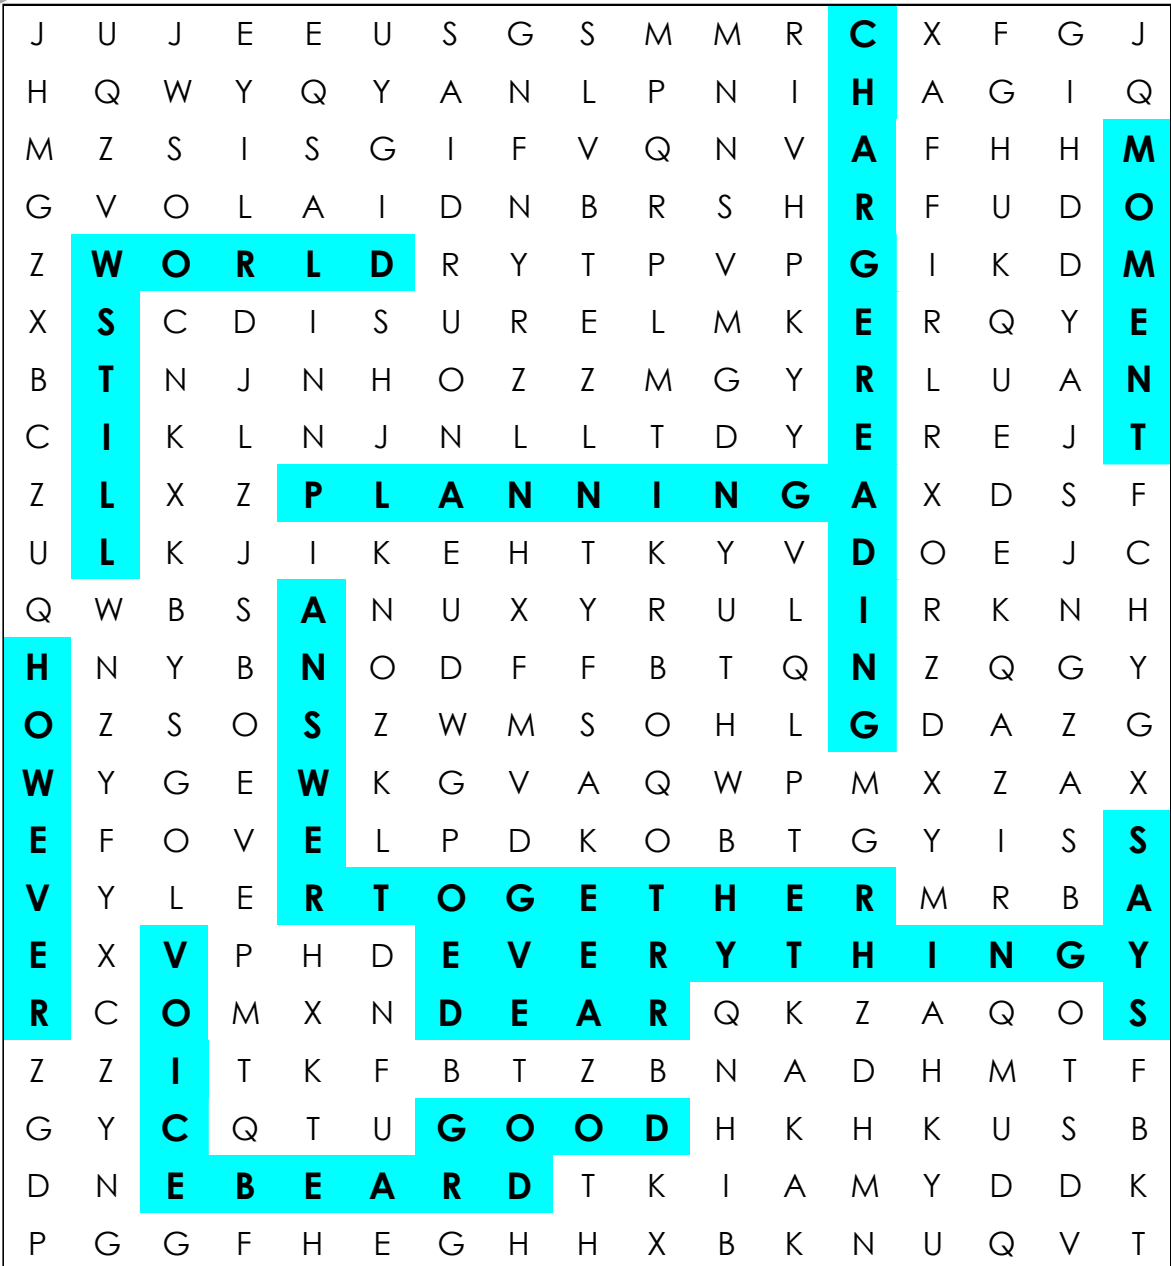 J U J E E U S G S M M R C X F G J
H Q W Y Q Y A N L P N I H A G I Q
M Z S I S G I F V Q N V A F H H M
G V O L A I D N B R S H R F U D O
Z W O R L D R Y T P V P G I K D M
X S C D I S U R E L M K E R Q Y E
B T N J N H O Z Z M G Y R L U A N
C I K L N J N L L T D Y E R E J T
Z L X Z P L A N N I N G A X D S F
U L K J I K E H T K Y V D O E J C
Q W B S A N U X Y R U L I R K N H
H N Y B N O D F F B T Q N Z Q G Y
O Z S O S Z W M S O H L G D A Z G
W Y G E W K G V A Q W P M X Z A X
E F O V E L P D K O B T G Y I S S
V Y L E R T O G E T H E R M R B A
E X V P H D E V E R Y T H I N G Y
R C O M X N D E A R Q K Z A Q O S
Z Z I T K F B T Z B N A D H M T F
G Y C Q T U G O O D H K H K U S B
D N E B E A R D T K I A M Y D D K
P G G F H E G H H X B K N U Q V T